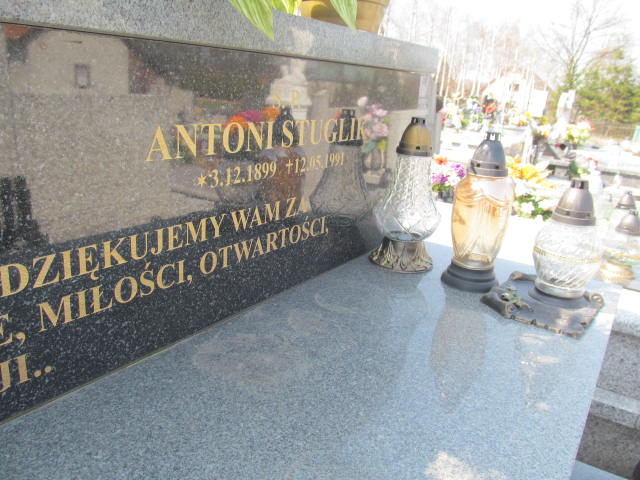 Ś.P.
ANTONI STUGLIK
✶3.12.1899 †12.05.1991
DZIĘKUJEMY WAM ZA
MIŁOŚCI, OTWARTOŚCI,